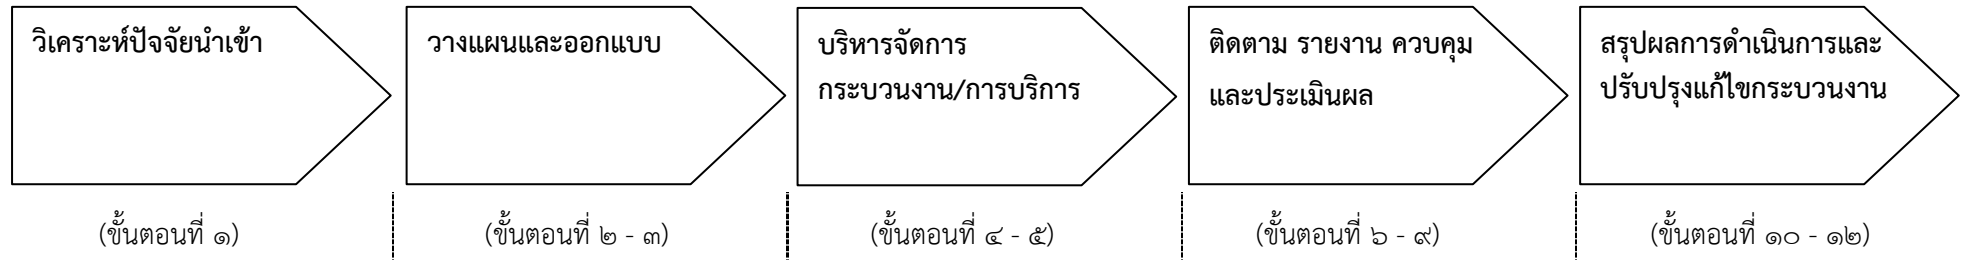 วิเคราะห์ปัจจัยนำเข้า
วางแผนและออกแบบ
บริหารจัดการ
กระบวนงาน/การบริการ
ติดตาม รายงาน ควบคุม
และประเมินผล
สรุปผลการดำเนินการและ
ปรับปรุงแก้ไขกระบวนงาน
(ขั้นตอนที่ ๑)
(ขั้นตอนที่ ๒ - ๓)
(ขั้นตอนที่ ๔ - ๕)
(ขั้นตอนที่ ๖ - ๙)
(ขั้นตอนที่ ๑๐ - ๑๒)